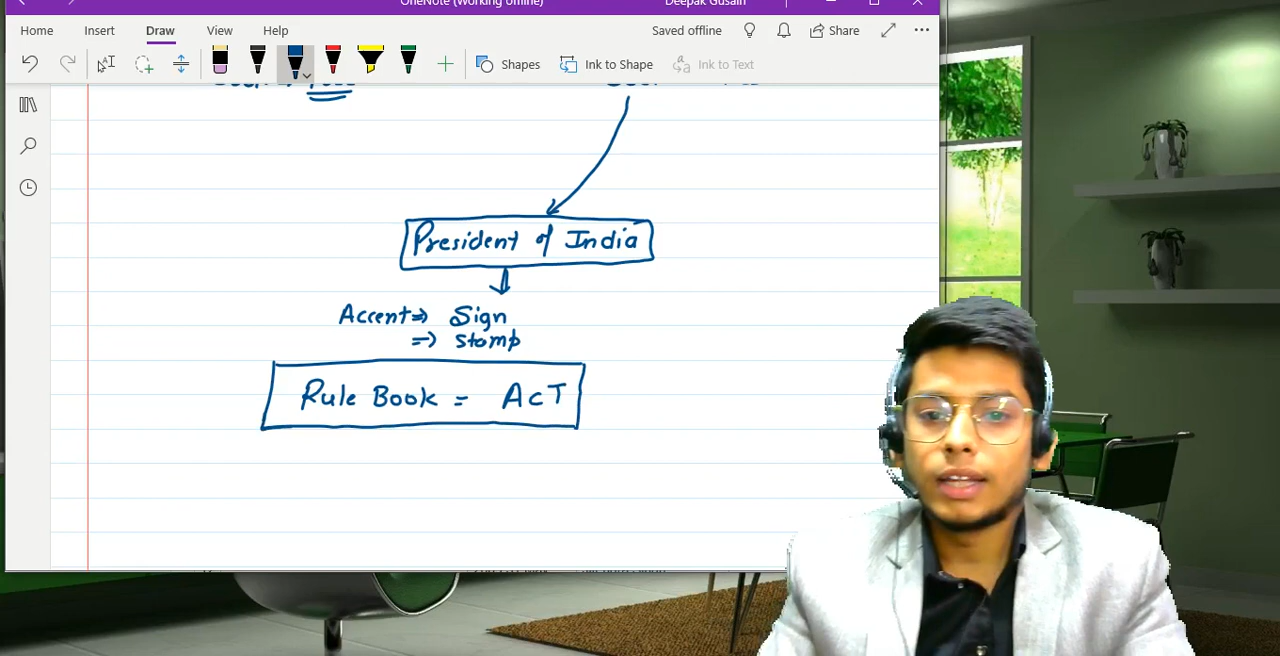 OneNote (Working offline)
Deepak Gusain
Home Insert Draw View Help
Saved offline
Share
Shapes
Ink to Shape
Ink to Text
President of India
Accent ⇒ Sign
⇒ Stomp
Rule Book = AcT